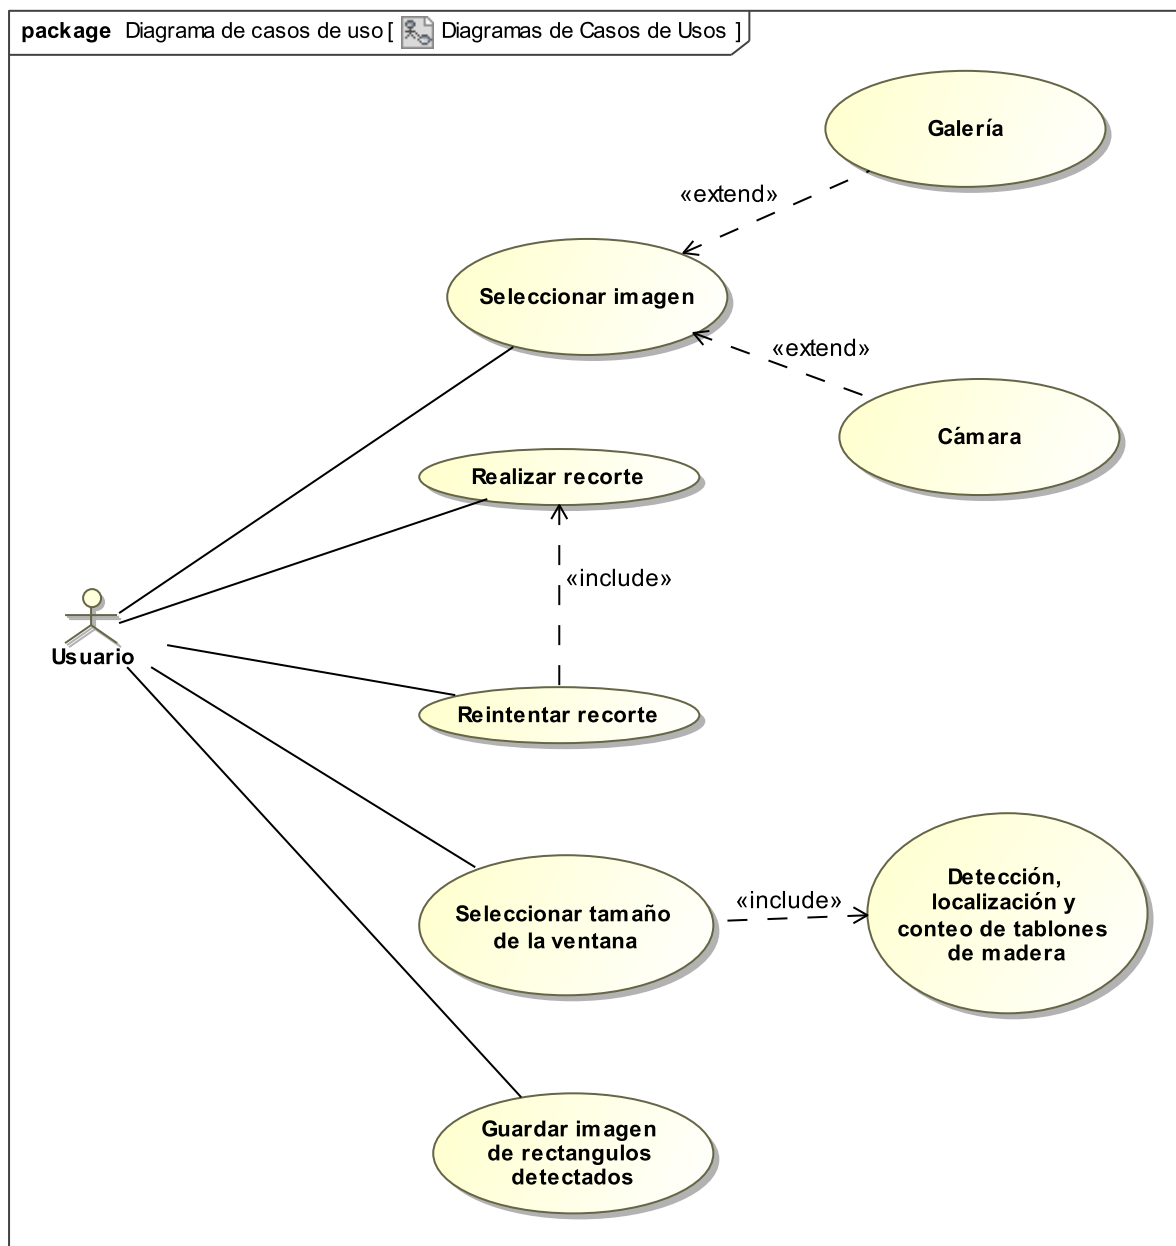 package Diagrama de casos de uso [ Diagramas de Casos de Usos ]
Galería
«extend»
Seleccionar imagen
«extend»
Cámara
Realizar recorte
«include»
Usuario
Reintentar recorte
Seleccionar tamaño
de la ventana
«include»
Detección,
localización y
conteo de tablones
de madera
Guardar imagen
de rectangulos
detectados